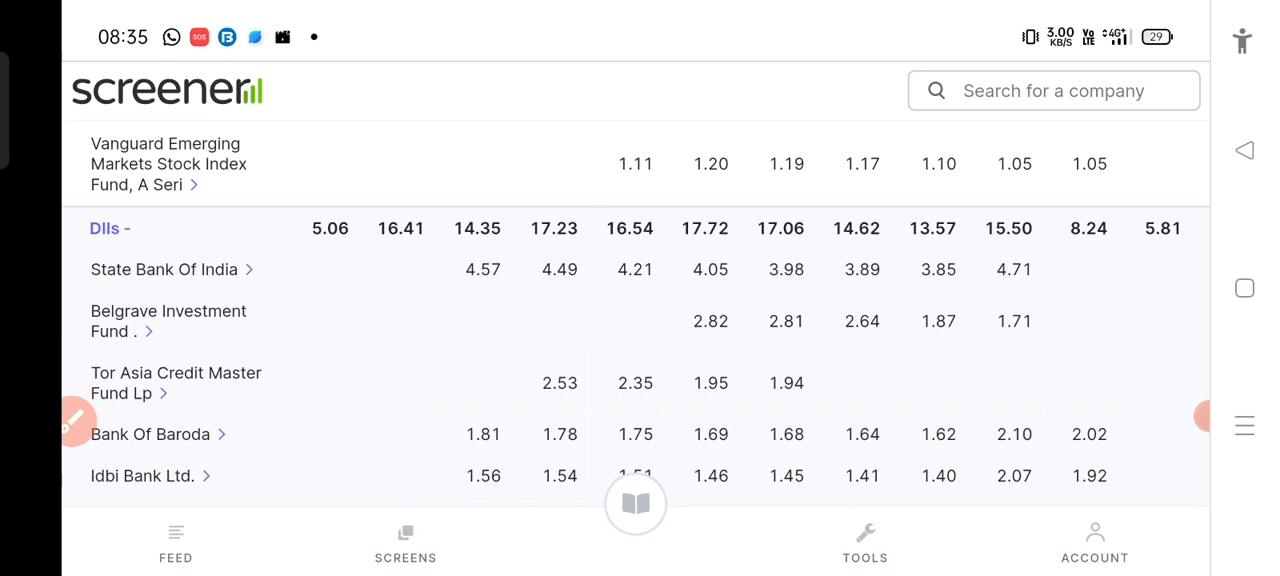 08:35 SOS 3.00 KB/S Vo LTE 4G+ 29
screener Search for a company
Vanguard Emerging
Markets Stock Index 1.11 1.20 1.19 1.17 1.10 1.05 1.05
Fund, A Seri >
DIIs - 5.06 16.41 14.35 17.23 16.54 17.72 17.06 14.62 13.57 15.50 8.24 5.81
State Bank Of India > 4.57 4.49 4.21 4.05 3.98 3.89 3.85 4.71
Belgrave Investment
Fund . > 2.82 2.81 2.64 1.87 1.71
Tor Asia Credit Master
Fund Lp > 2.53 2.35 1.95 1.94
Bank Of Baroda > 1.81 1.78 1.75 1.69 1.68 1.64 1.62 2.10 2.02
Idbi Bank Ltd. > 1.56 1.54 1.46 1.45 1.41 1.40 2.07 1.92
FEED SCREENS TOOLS ACCOUNT